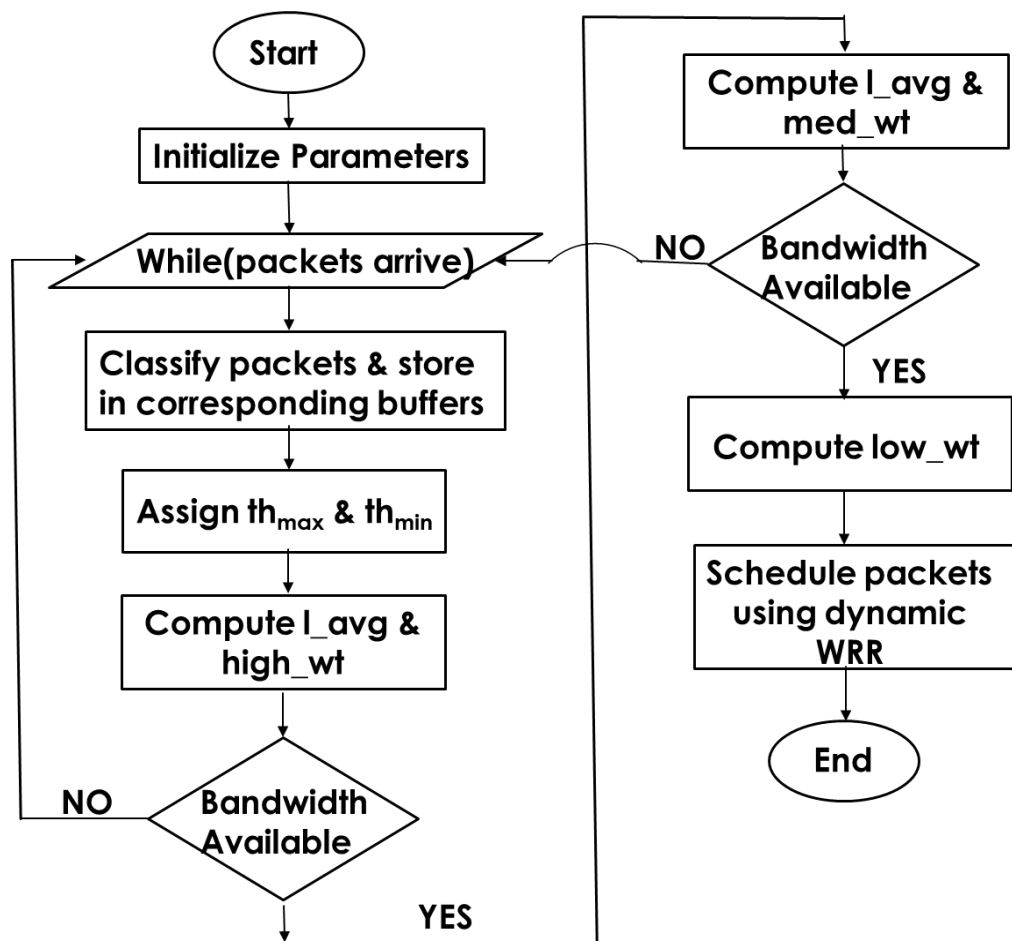 Start
Initialize Parameters
While(packets arrive)
Classify packets & store
in corresponding buffers
Assign thmax & thmin
Compute l_avg &
high_wt
NO
Bandwidth
Available
YES
Compute l_avg &
med_wt
NO
Bandwidth
Available
YES
Compute low_wt
Schedule packets
using dynamic
WRR
End